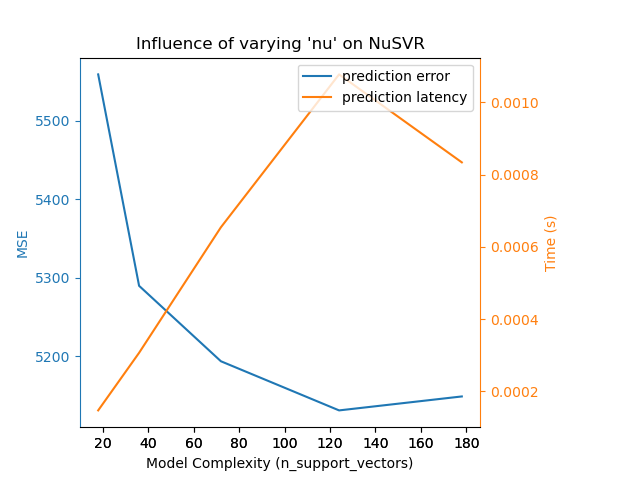 Influence of varying 'nu' on NuSVR
prediction error
prediction latency
5500
5400
5300
5200
MSE
0.0010
0.0008
0.0006
0.0004
0.0002
Time (s)
20 40 60 80 100 120 140 160 180
Model Complexity (n_support_vectors)